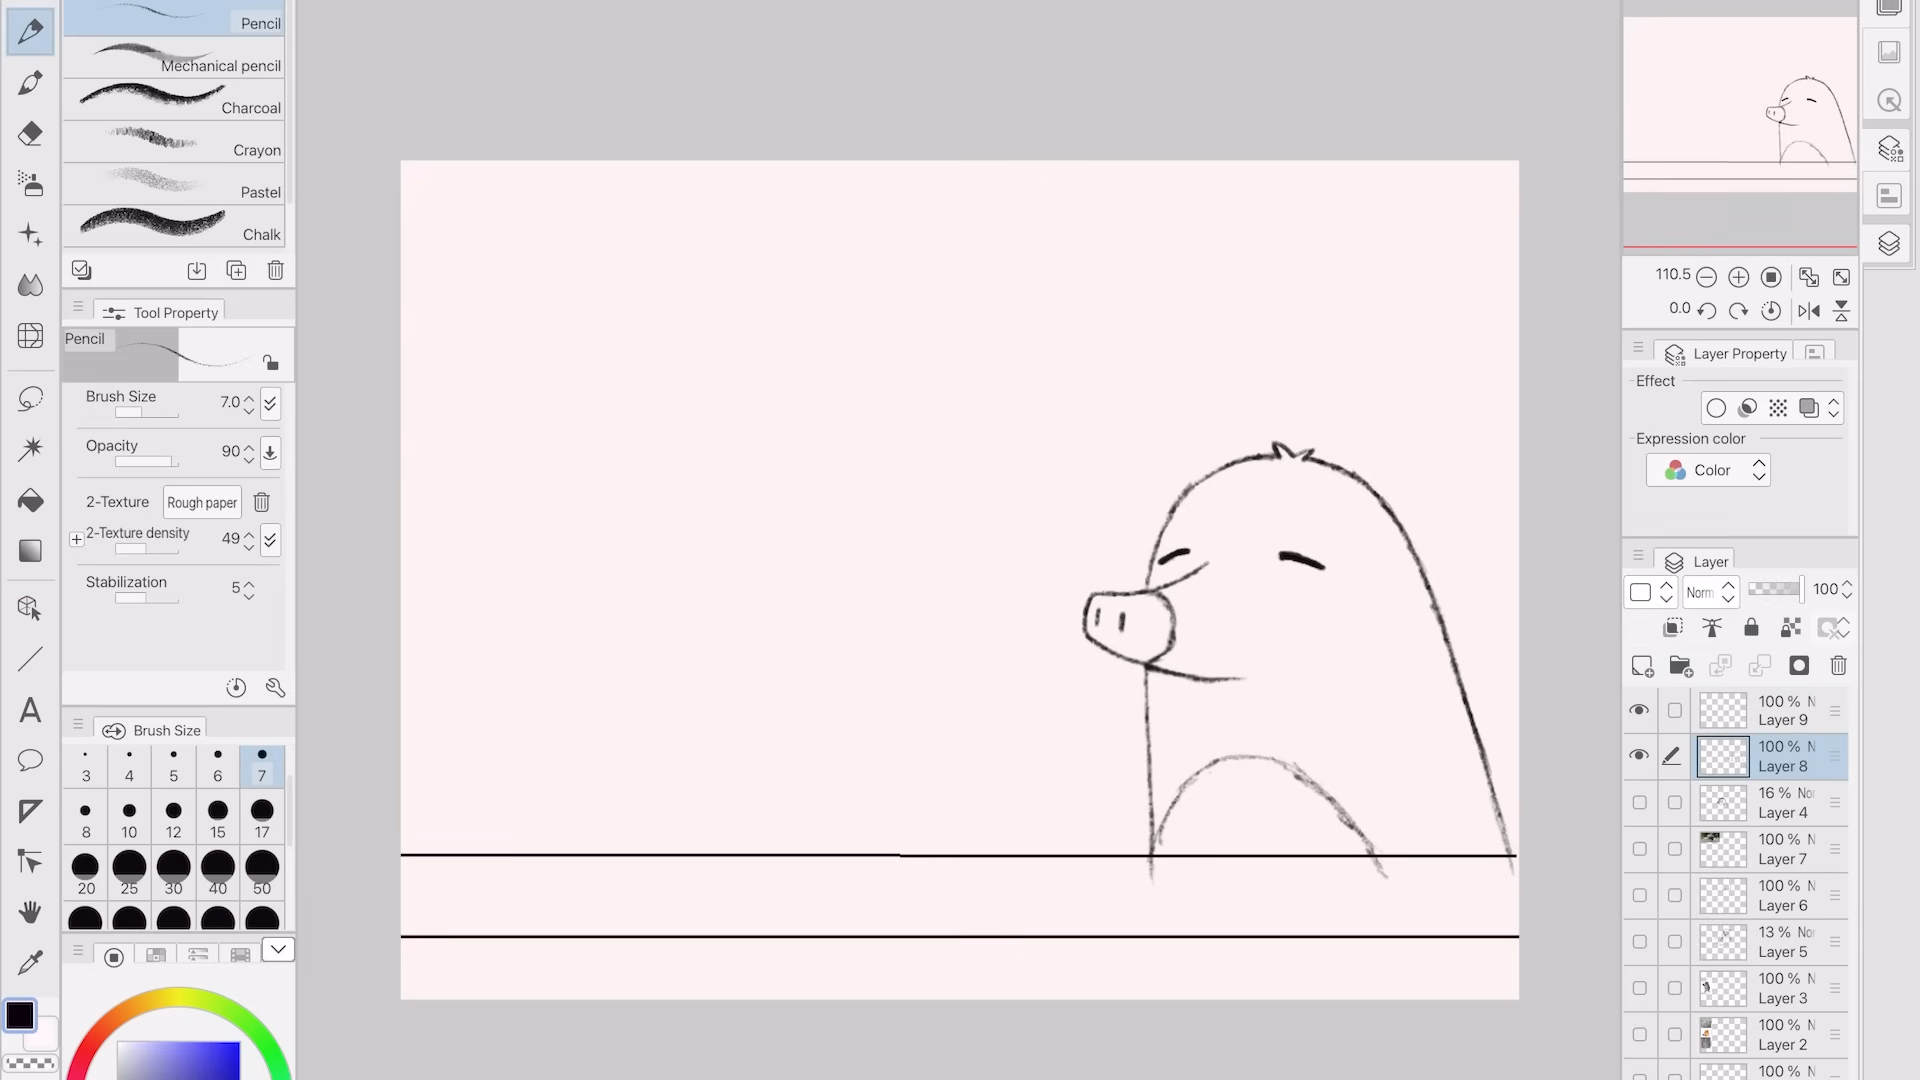 Pencil
Mechanical pencil
Charcoal
Crayon
Pastel
Chalk
Tool Property
Pencil
Brush Size 7.0
Opacity 90
2-Texture Rough paper
2-Texture density 49
Stabilization 5
Brush Size
3 4 5 6 7
8 10 12 15 17
20 25 30 40 50
110.5
0.0
Layer Property
Effect
Expression color
Color
Layer
Norm 100
100 % N
Layer 9
100 % N
Layer 8
16 % No
Layer 4
100 % N
Layer 7
100 % N
Layer 6
13 % No
Layer 5
100 % N
Layer 3
100 % N
Layer 2
100 % N